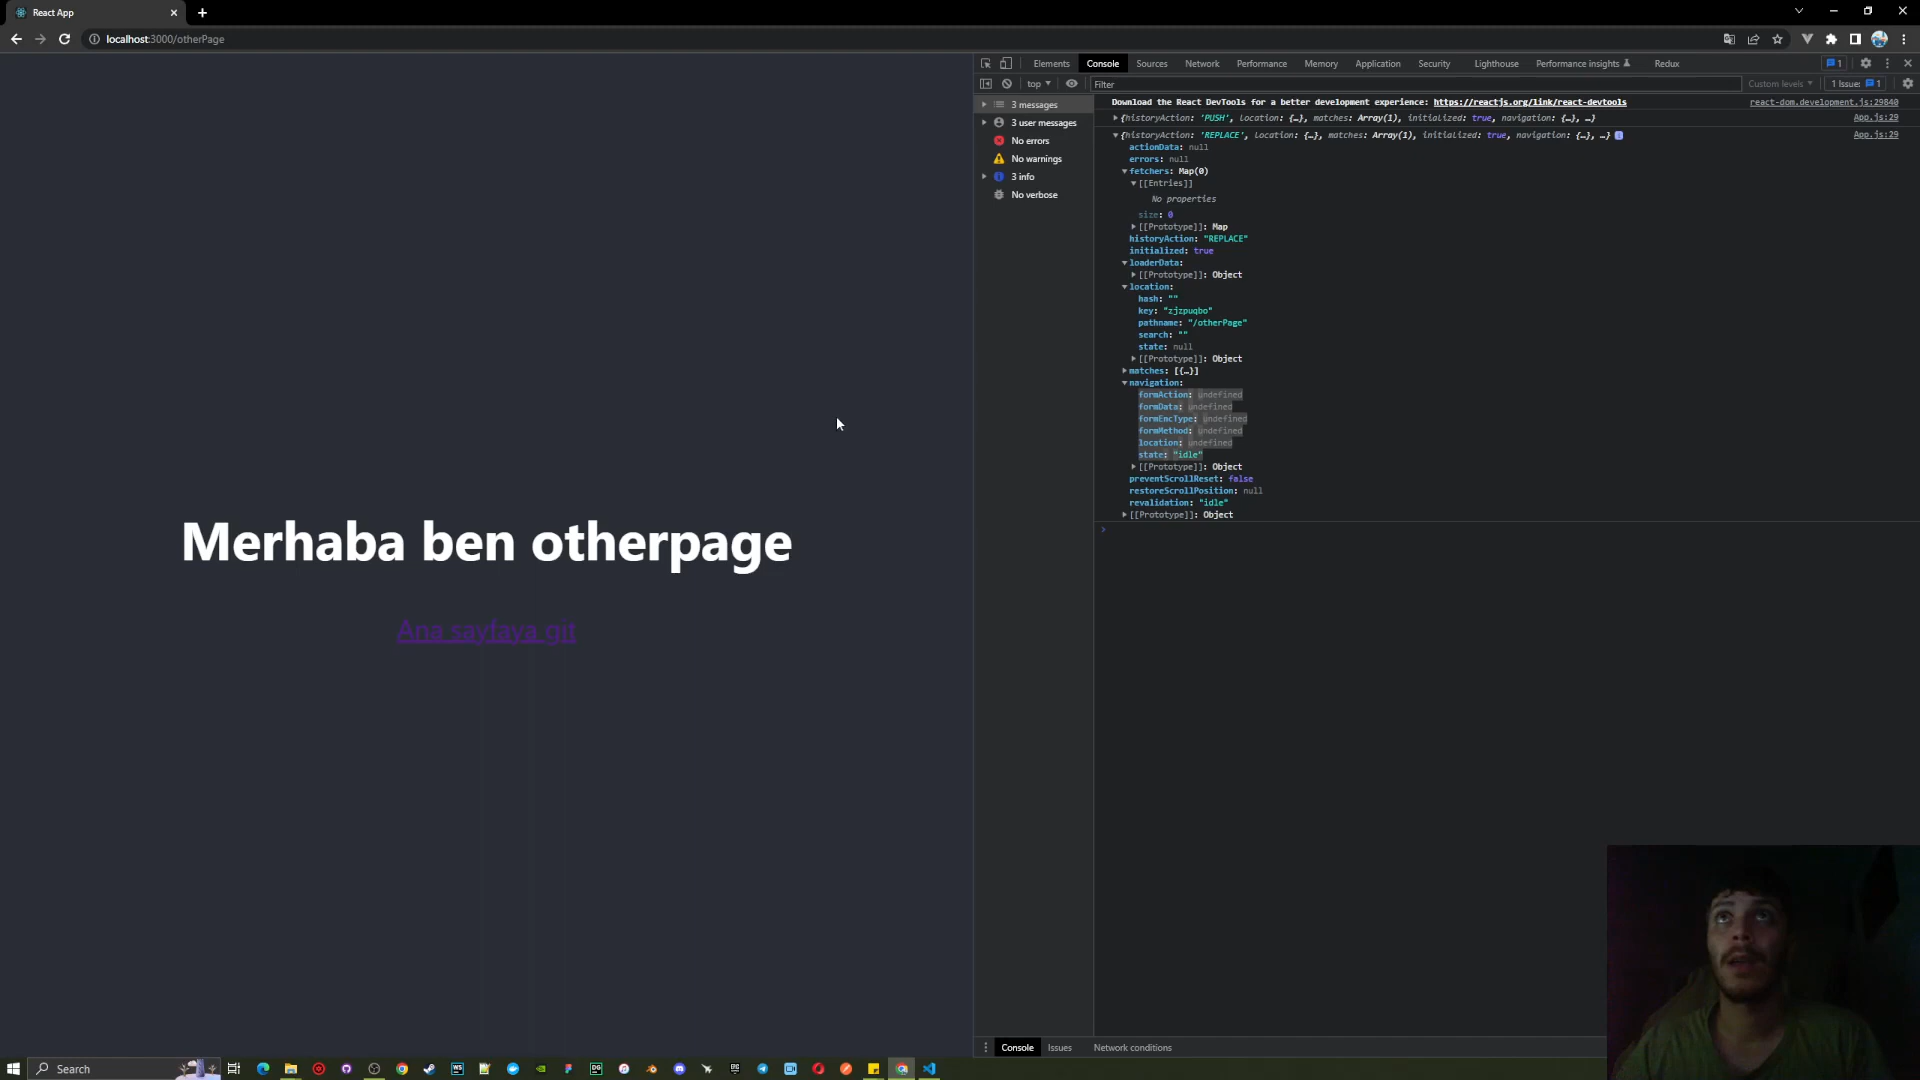 React App
localhost:3000/otherPage
Elements Console Sources Network Performance Memory Application Security Lighthouse Performance insights Redux 1
top Filter Custom levels 1 Issue: 1
3 messages
3 user messages
No errors
No warnings
3 info
No verbose
Download the React DevTools for a better development experience: https://reactjs.org/link/react-devtools react-dom.development.js:29840
{historyAction: 'PUSH', location: {…}, matches: Array(1), initialized: true, navigation: {…}, …} App.js:29
{historyAction: 'REPLACE', location: {…}, matches: Array(1), initialized: true, navigation: {…}, …} App.js:29
actionData: null
errors: null
fetchers: Map(0)
[[Entries]]
No properties
size: 0
[[Prototype]]: Map
historyAction: "REPLACE"
initialized: true
loaderData:
[[Prototype]]: Object
location:
hash: ""
key: "zjzpuqbo"
pathname: "/otherPage"
search: ""
state: null
[[Prototype]]: Object
matches: [{…}]
navigation:
formAction: undefined
formData: undefined
formEncType: undefined
formMethod: undefined
location: undefined
state: "idle"
[[Prototype]]: Object
preventScrollReset: false
restoreScrollPosition: null
revalidation: "idle"
[[Prototype]]: Object
Merhaba ben otherpage
Ana sayfaya git
Console Issues Network conditions
Search